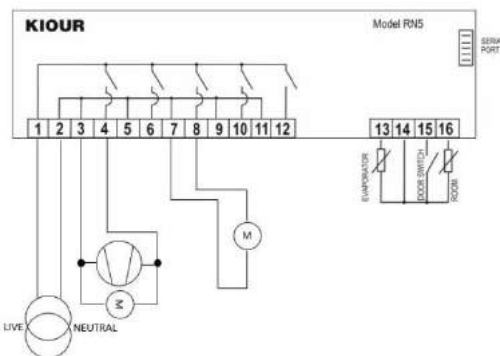 KIOUR
Model RN5
SERIA
PORT
1 2 3 4 5 6 7 8 9 10 11 12
13 14 15 16
EVAPORATOR
DOOR SWITCH
ROOM
M
M
LIVE
NEUTRAL